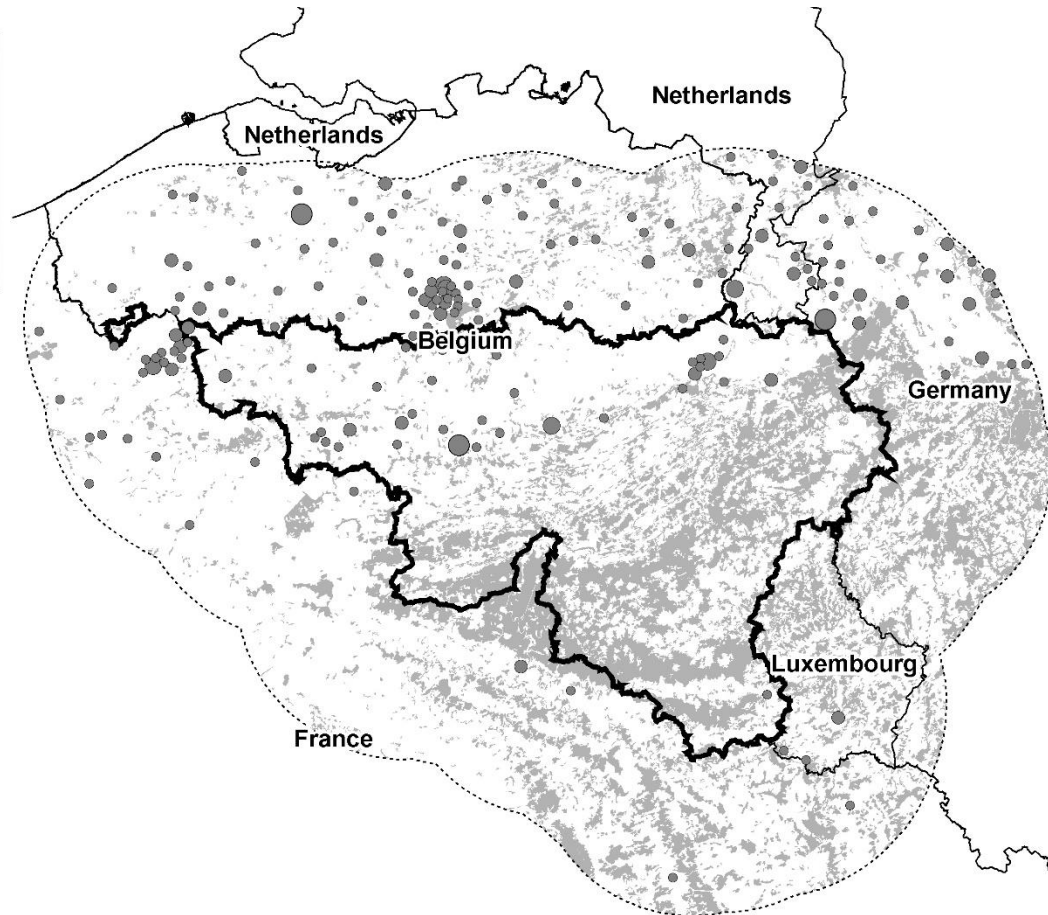 Netherlands
Netherlands
Belgium
Germany
Luxembourg
France